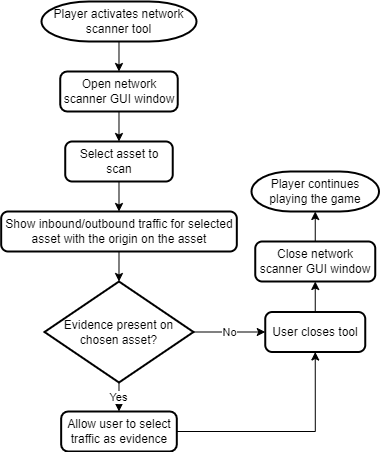 Player activates network
scanner tool
Open network
scanner GUI window
Select asset to
scan
Show inbound/outbound traffic for selected
asset with the origin on the asset
Evidence present on
chosen asset?
No
Yes
Allow user to select
traffic as evidence
User closes tool
Close network
scanner GUI window
Player continues
playing the game